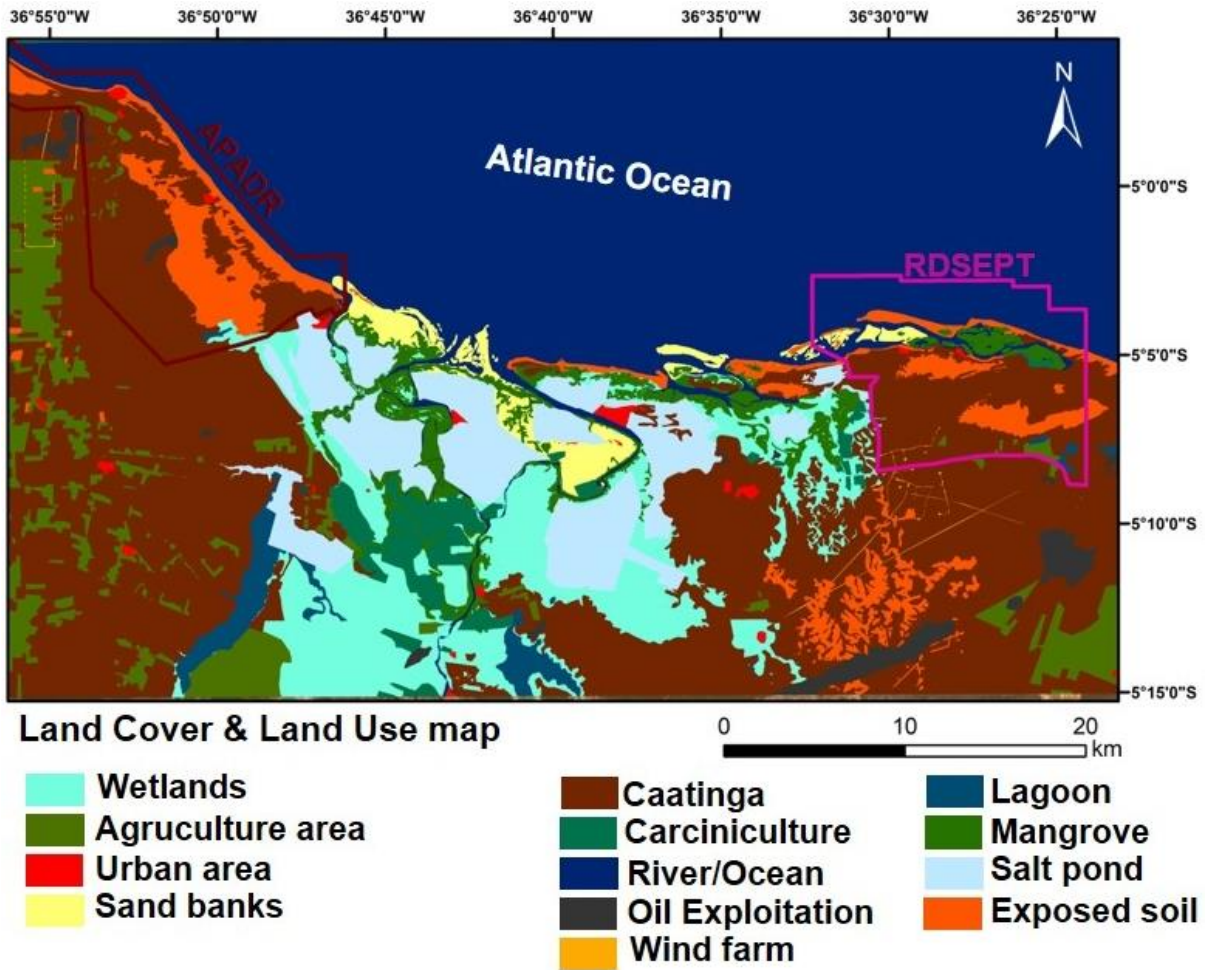 36°55'0"W 36°50'0"W 36°45'0"W 36°40'0"W 36°35'0"W 36°30'0"W 36°25'0"W
N
APADR
Atlantic Ocean
5°0'0"S
RDSEPT
5°5'0"S
5°10'0"S
5°15'0"S
Land Cover & Land Use map
0 10 20
km
Wetlands
Agruculture area
Urban area
Sand banks
Caatinga
Carciniculture
River/Ocean
Oil Exploitation
Wind farm
Lagoon
Mangrove
Salt pond
Exposed soil